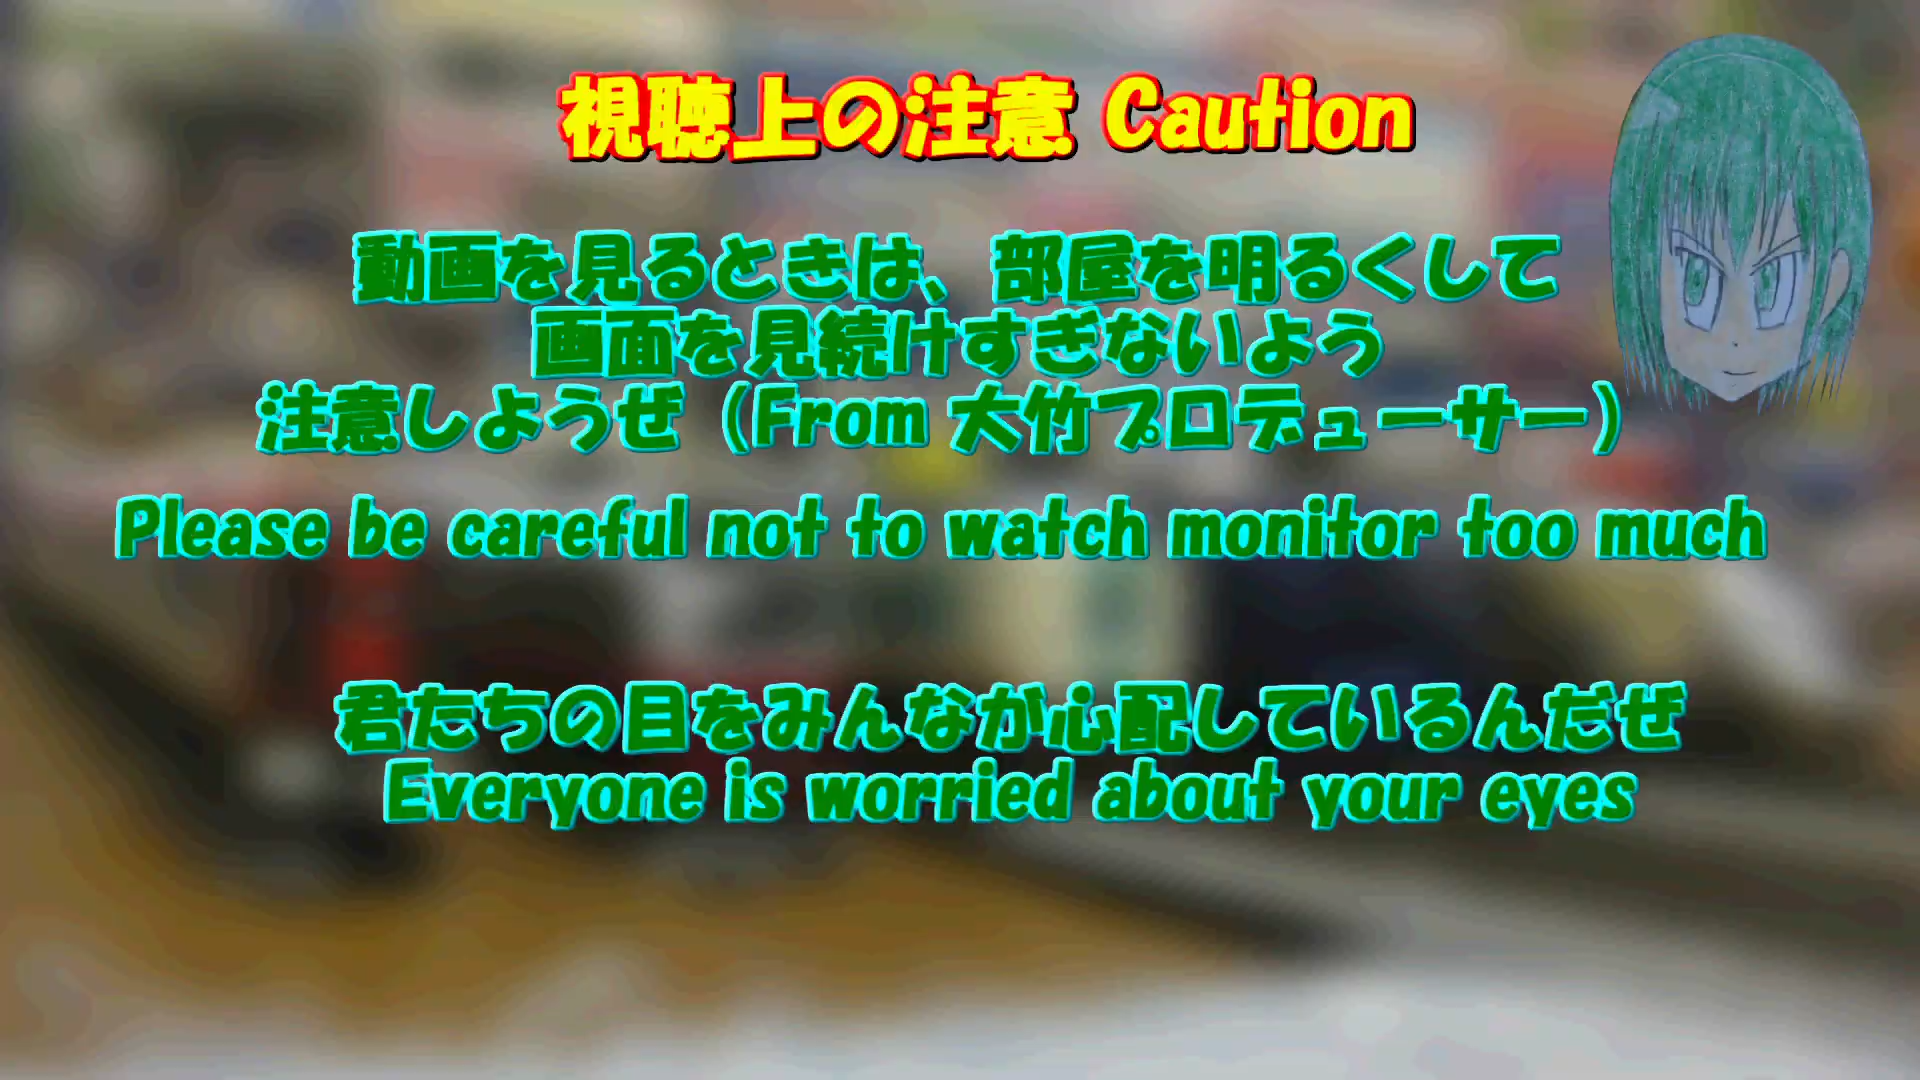 視聴上の注意 Caution
動画を見るときは、部屋を明るくして
画面を見続けすぎないよう
注意しようぜ（From 大竹プロデューサー）
Please be careful not to watch monitor too much
君たちの目をみんなが心配しているんだぜ
Everyone is worried about your eyes